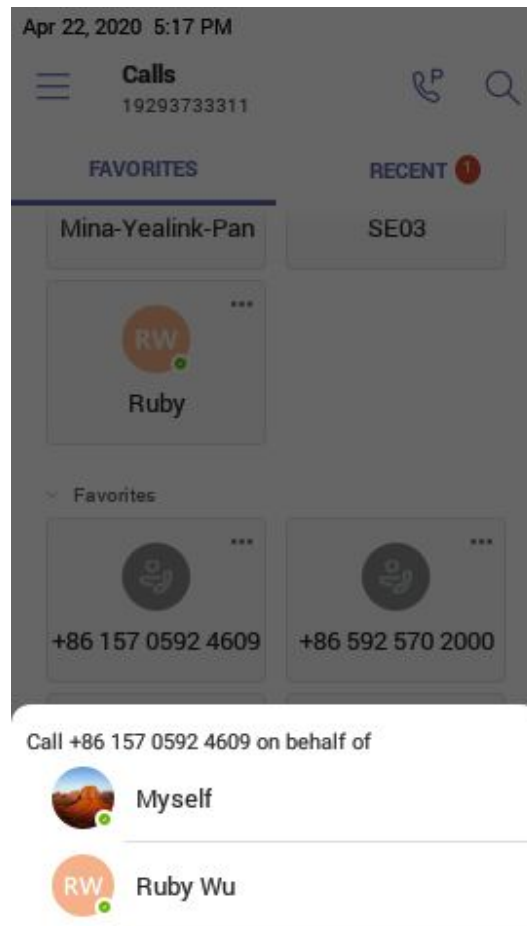 Apr 22, 2020 5:17 PM
Calls
19293733311
P
FAVORITES
RECENT 1
Mina-Yealink-Pan
SE03
RW
Ruby
Favorites
+86 157 0592 4609
+86 592 570 2000
Call +86 157 0592 4609 on behalf of
Myself
RW
Ruby Wu